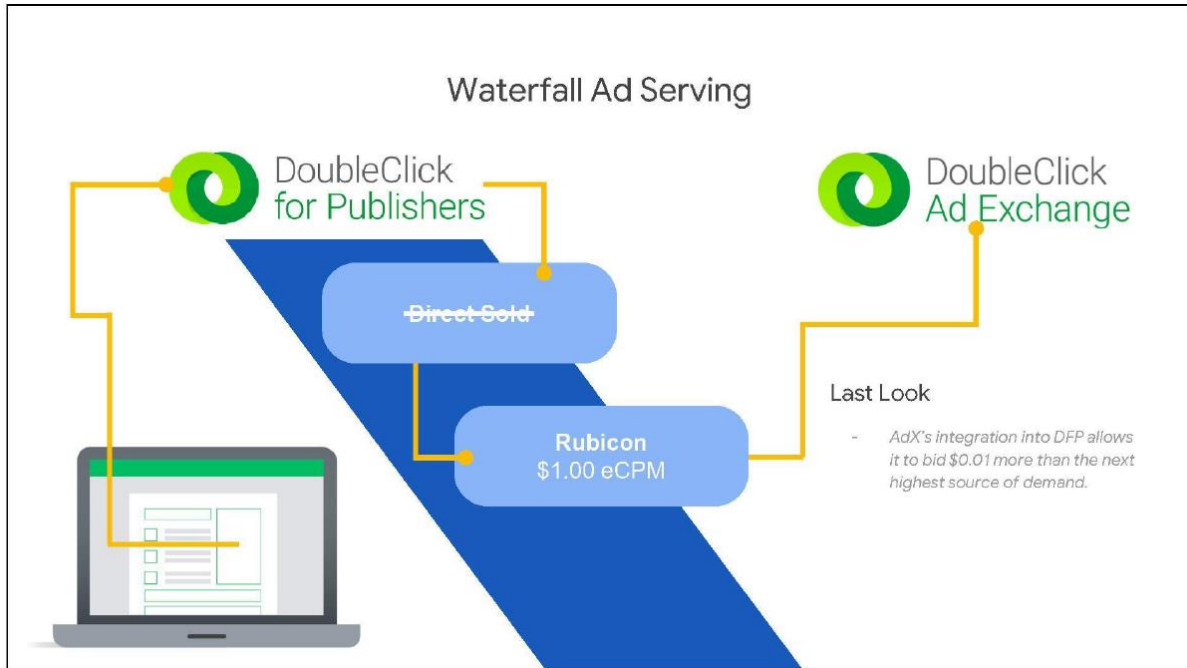 Waterfall Ad Serving
DoubleClick
for Publishers
DoubleClick
Ad Exchange
Direct Sold
Rubicon
$1.00 eCPM
Last Look
- AdX's integration into DFP allows
it to bid $0.01 more than the next
highest source of demand.